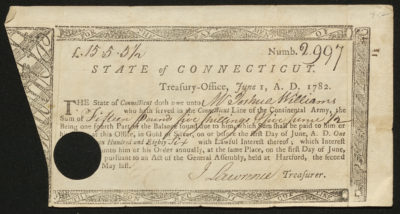 £.15 5 5½ Numb. 2997
STATE of CONNECTICUT.
Treasury-Office, June 1, A. D. 1782.
THE State of Connecticut doth owe unto Mr Joshua Williams
who hath served in the Connecticut Line of the Continental Army, the
Sum of Fifteen Pounds five Shillings & five pence ½
Being one fourth Part of the Balance found due to him, which Sum shall be paid to him or
this Office, in Gold or Silver, on or before the first Day of June, A. D. One
Hundred and Eighty Six with Lawful Interest thereof; which Interest
unto him or his Order annually, at the same Place, on the first Day of June,
pursuant to an Act of the General Assembly, held at Hartford, the second
May last.
J Lawrence Treasurer.